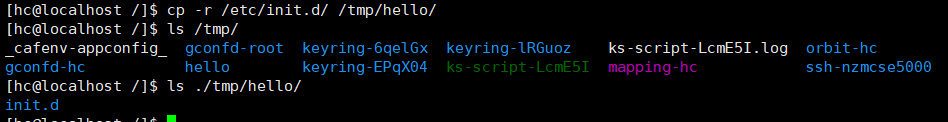 [hc@localhost /]$ cp -r /etc/init.d/ /tmp/hello/
[hc@localhost /]$ ls /tmp/
_cafenv-appconfig_ gconfd-root keyring-6qelGx keyring-lRGuoz ks-script-LcmE5I.log orbit-hc
gconfd-hc hello keyring-EPqX04 ks-script-LcmE5I mapping-hc ssh-nzmcse5000
[hc@localhost /]$ ls ./tmp/hello/
init.d
[hc@localhost /]$